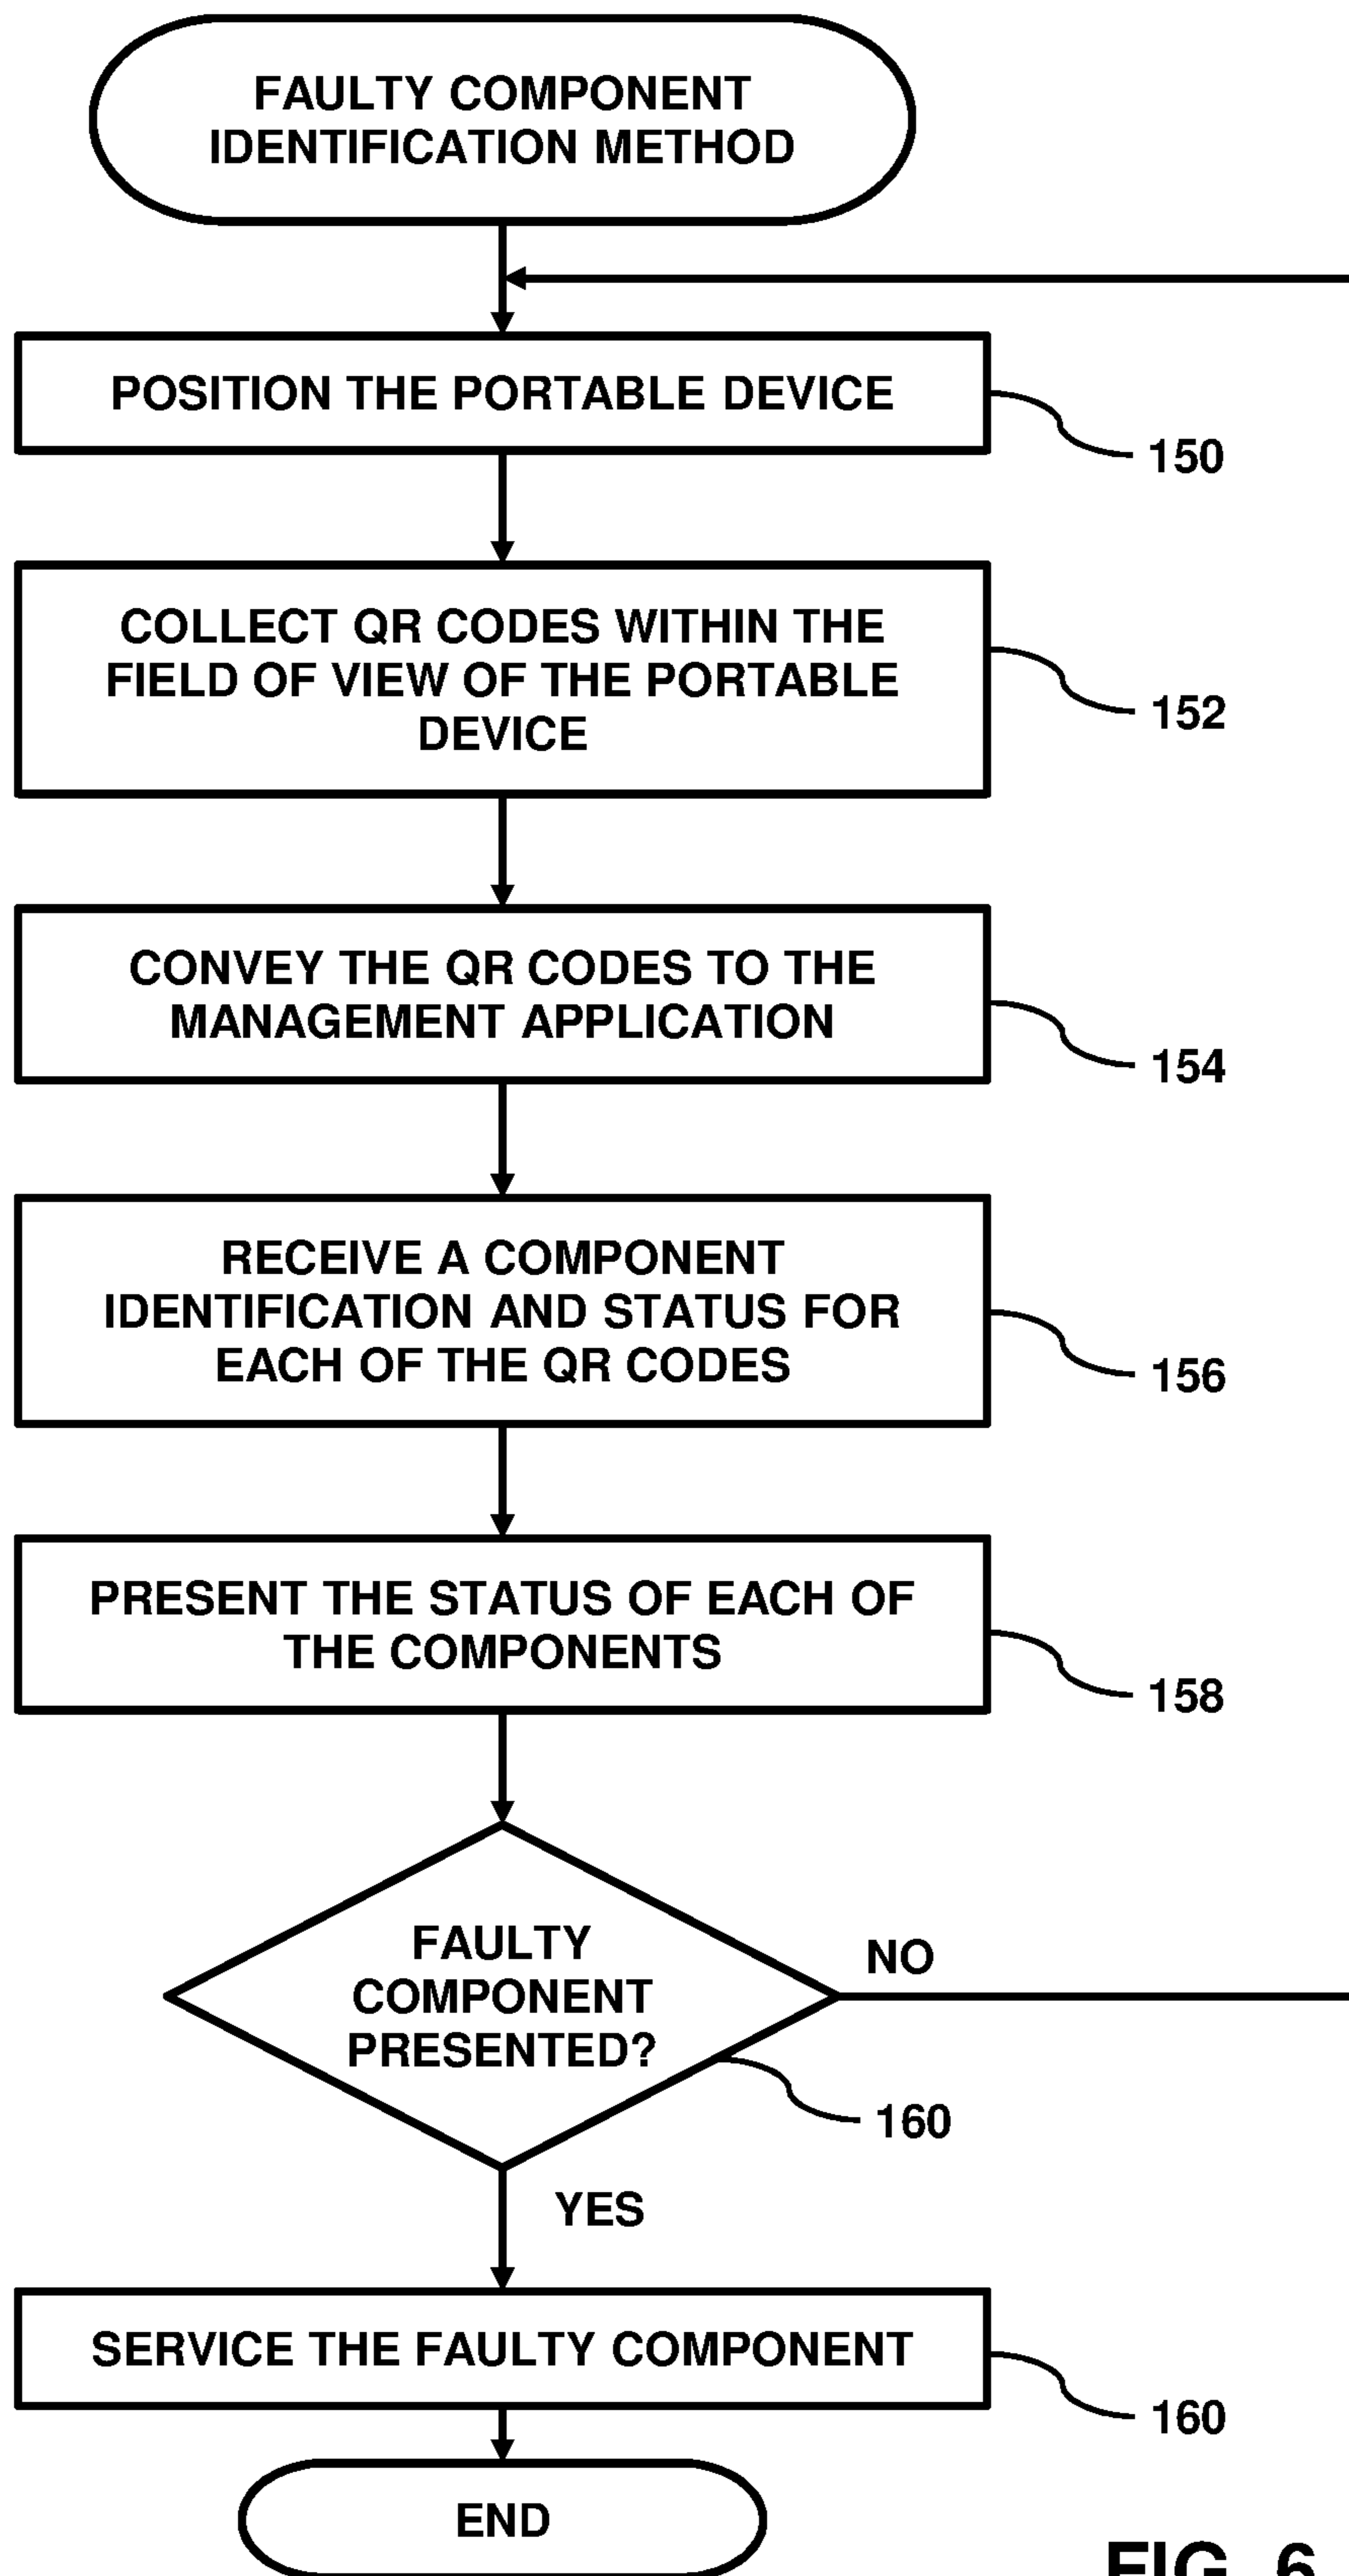 FAULTY COMPONENT
IDENTIFICATION METHOD
POSITION THE PORTABLE DEVICE
150
COLLECT QR CODES WITHIN THE
FIELD OF VIEW OF THE PORTABLE
DEVICE
152
CONVEY THE QR CODES TO THE
MANAGEMENT APPLICATION
154
RECEIVE A COMPONENT
IDENTIFICATION AND STATUS FOR
EACH OF THE QR CODES
156
PRESENT THE STATUS OF EACH OF
THE COMPONENTS
158
FAULTY
COMPONENT
PRESENTED?
NO
160
YES
SERVICE THE FAULTY COMPONENT
160
END
FIG. 6